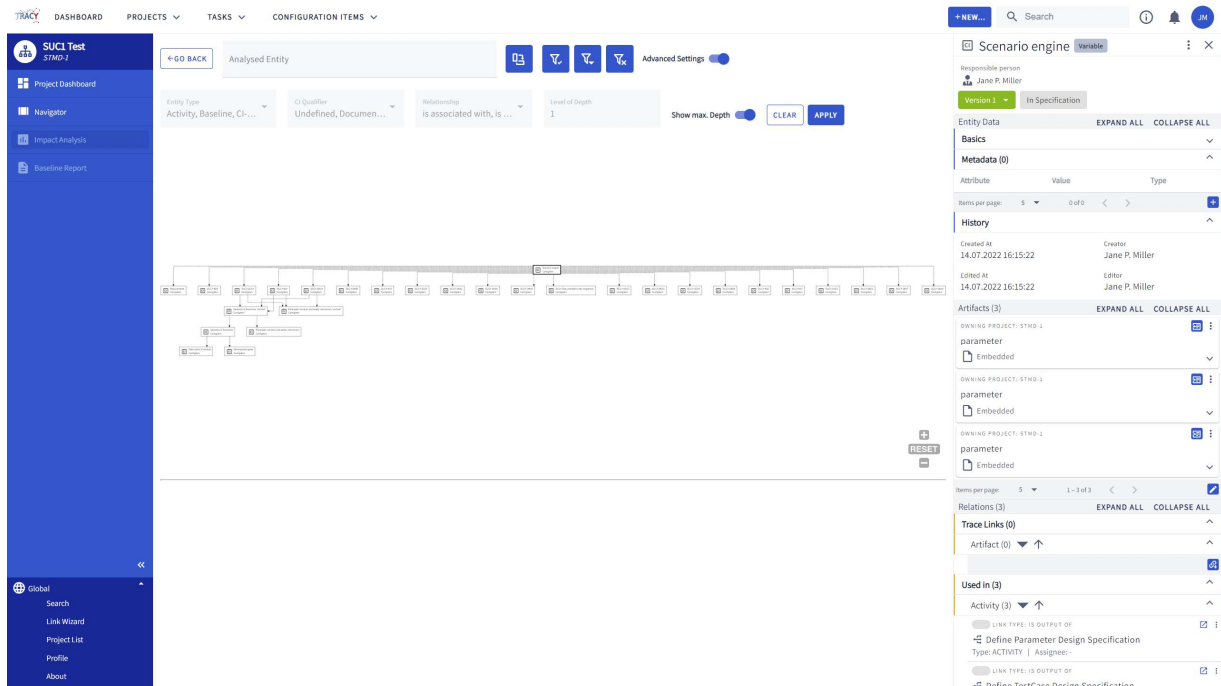 TRACY
DASHBOARD
PROJECTS
TASKS
CONFIGURATION ITEMS
+NEW...
Search
JM
SUC1 Test
STMD-1
Project Dashboard
Navigator
Impact Analysis
Baseline Report
Global
Search
Link Wizard
Project List
Profile
About
GO BACK
Analysed Entity
Advanced Settings
Entity Type
Activity, Baseline, CI-...
CI Qualifier
Undefined, Documen...
Relationship
is associated with, is ...
Level of Depth
1
Show max. Depth
CLEAR
APPLY
RESET
CI Scenario engine Variable
Responsible person
Jane P. Miller
Version 1
In Specification
Entity Data EXPAND ALL COLLAPSE ALL
Basics
Metadata (0)
Attribute Value Type
Items per page: 5 0 of 0
History
Created At Creator
14.07.2022 16:15:22 Jane P. Miller
Edited At Editor
14.07.2022 16:15:22 Jane P. Miller
Artifacts (3) EXPAND ALL COLLAPSE ALL
OWNING PROJECT: STMD-1
parameter
Embedded
OWNING PROJECT: STMD-1
parameter
Embedded
OWNING PROJECT: STMD-1
parameter
Embedded
Items per page: 5 1 – 3 of 3
Relations (3) EXPAND ALL COLLAPSE ALL
Trace Links (0)
Artifact (0)
Used in (3)
Activity (3)
LINK TYPE: IS OUTPUT OF
Define Parameter Design Specification
Type: ACTIVITY | Assignee: -
LINK TYPE: IS OUTPUT OF
Define TestCase Design Specification